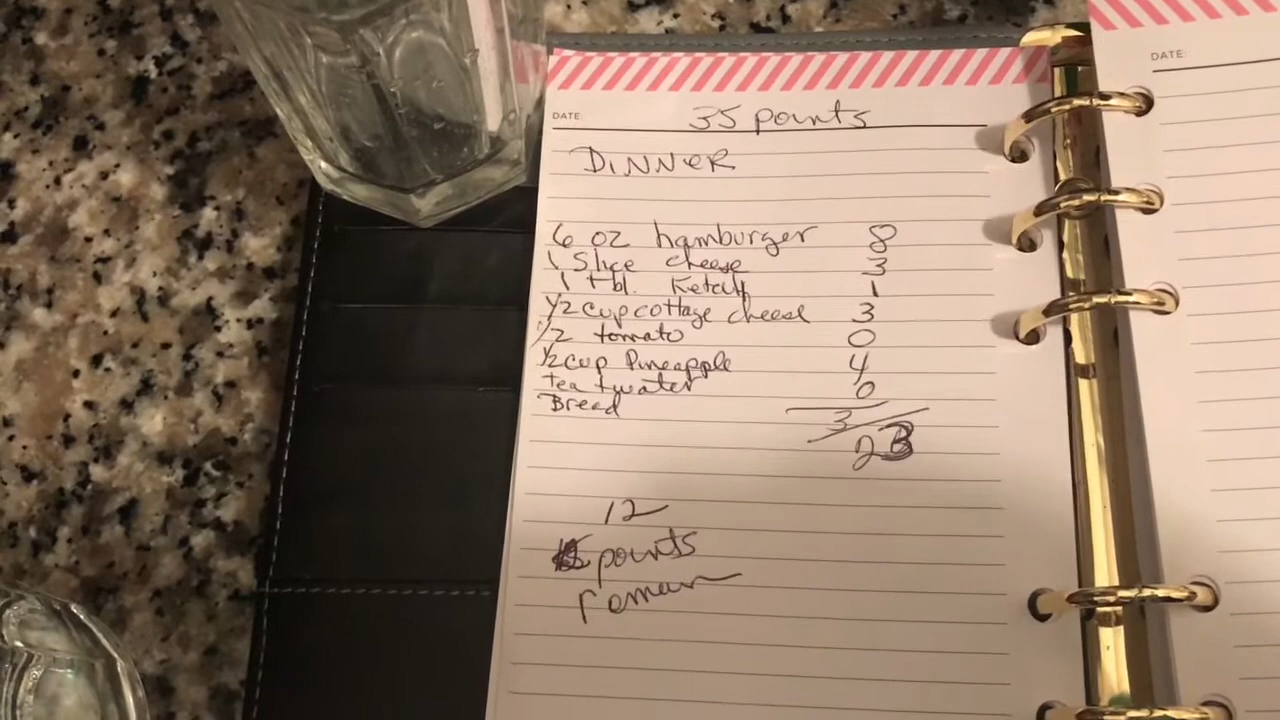 DATE: 35 points
DINNER
6 oz hamburger 8
1 Slice cheese 3
1 tbl. Ketchup 1
1/2 cup cottage cheese 3
1/2 tomato 0
1/2 cup Pineapple 4
tea + water 0
Bread 3
23
12
points
remain
DATE: